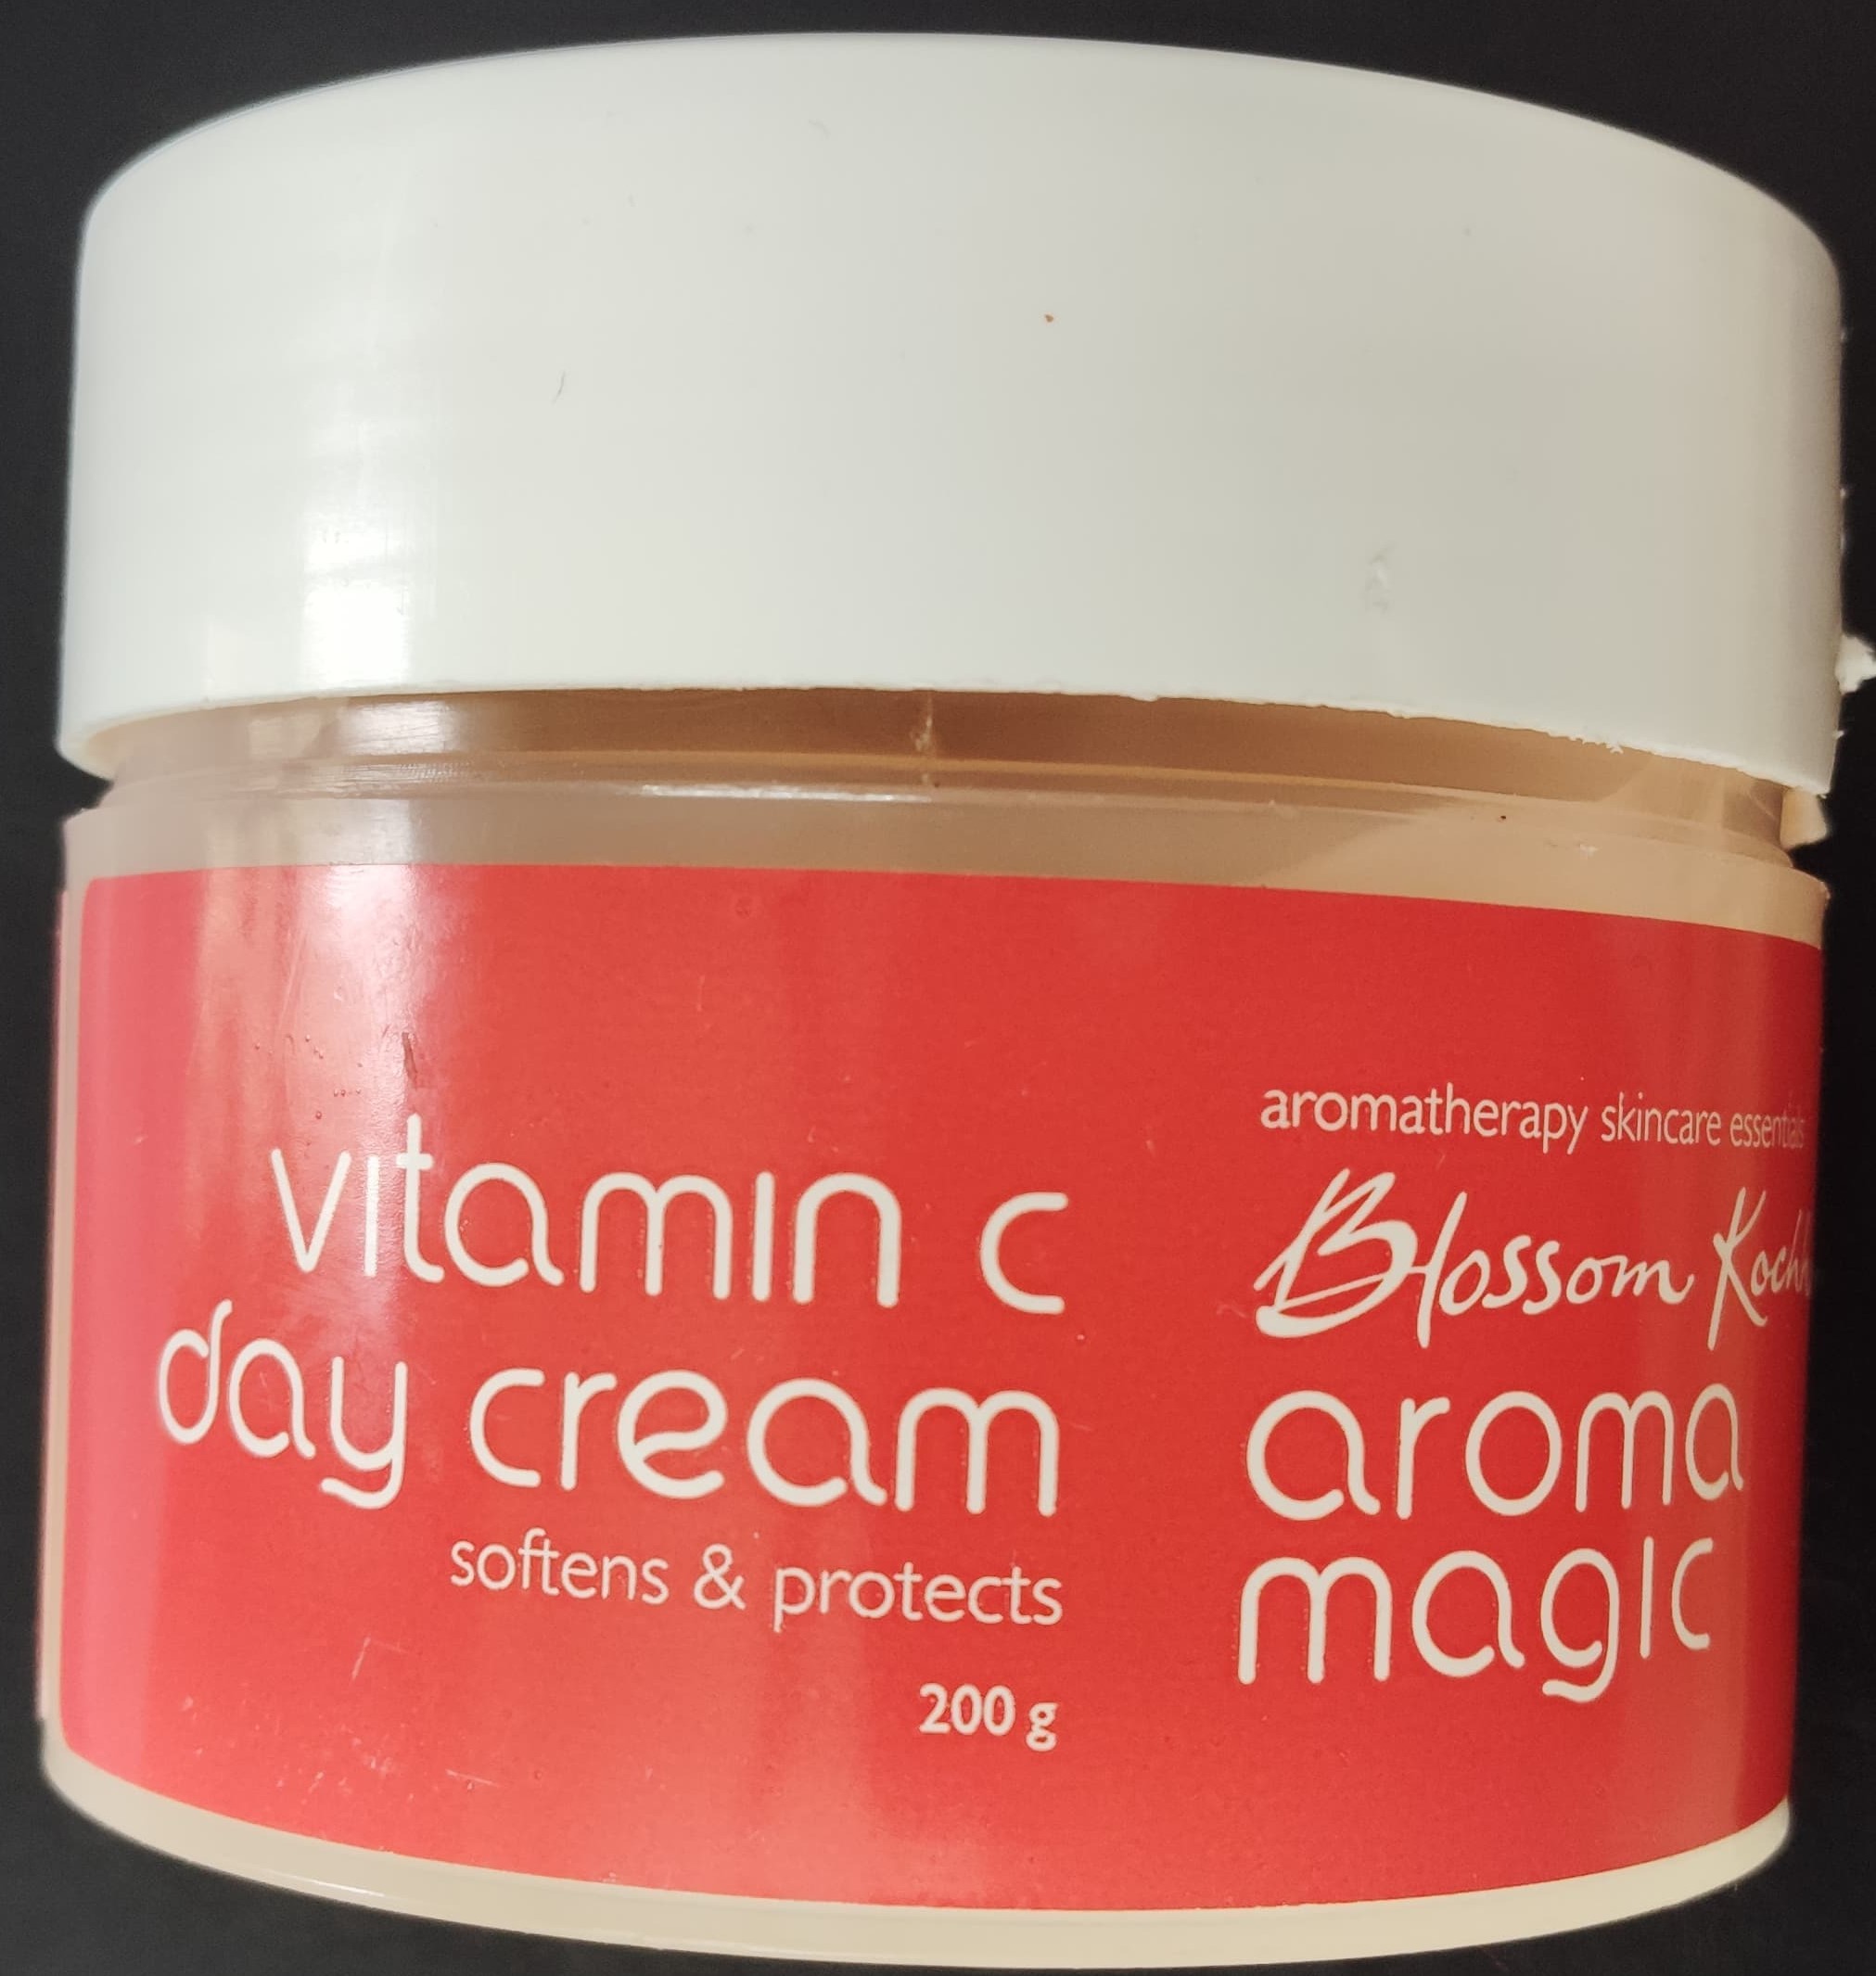 vitamin c
day cream
softens & protects
200 g
aromatherapy skincare essentials
Blossom
aroma
magic